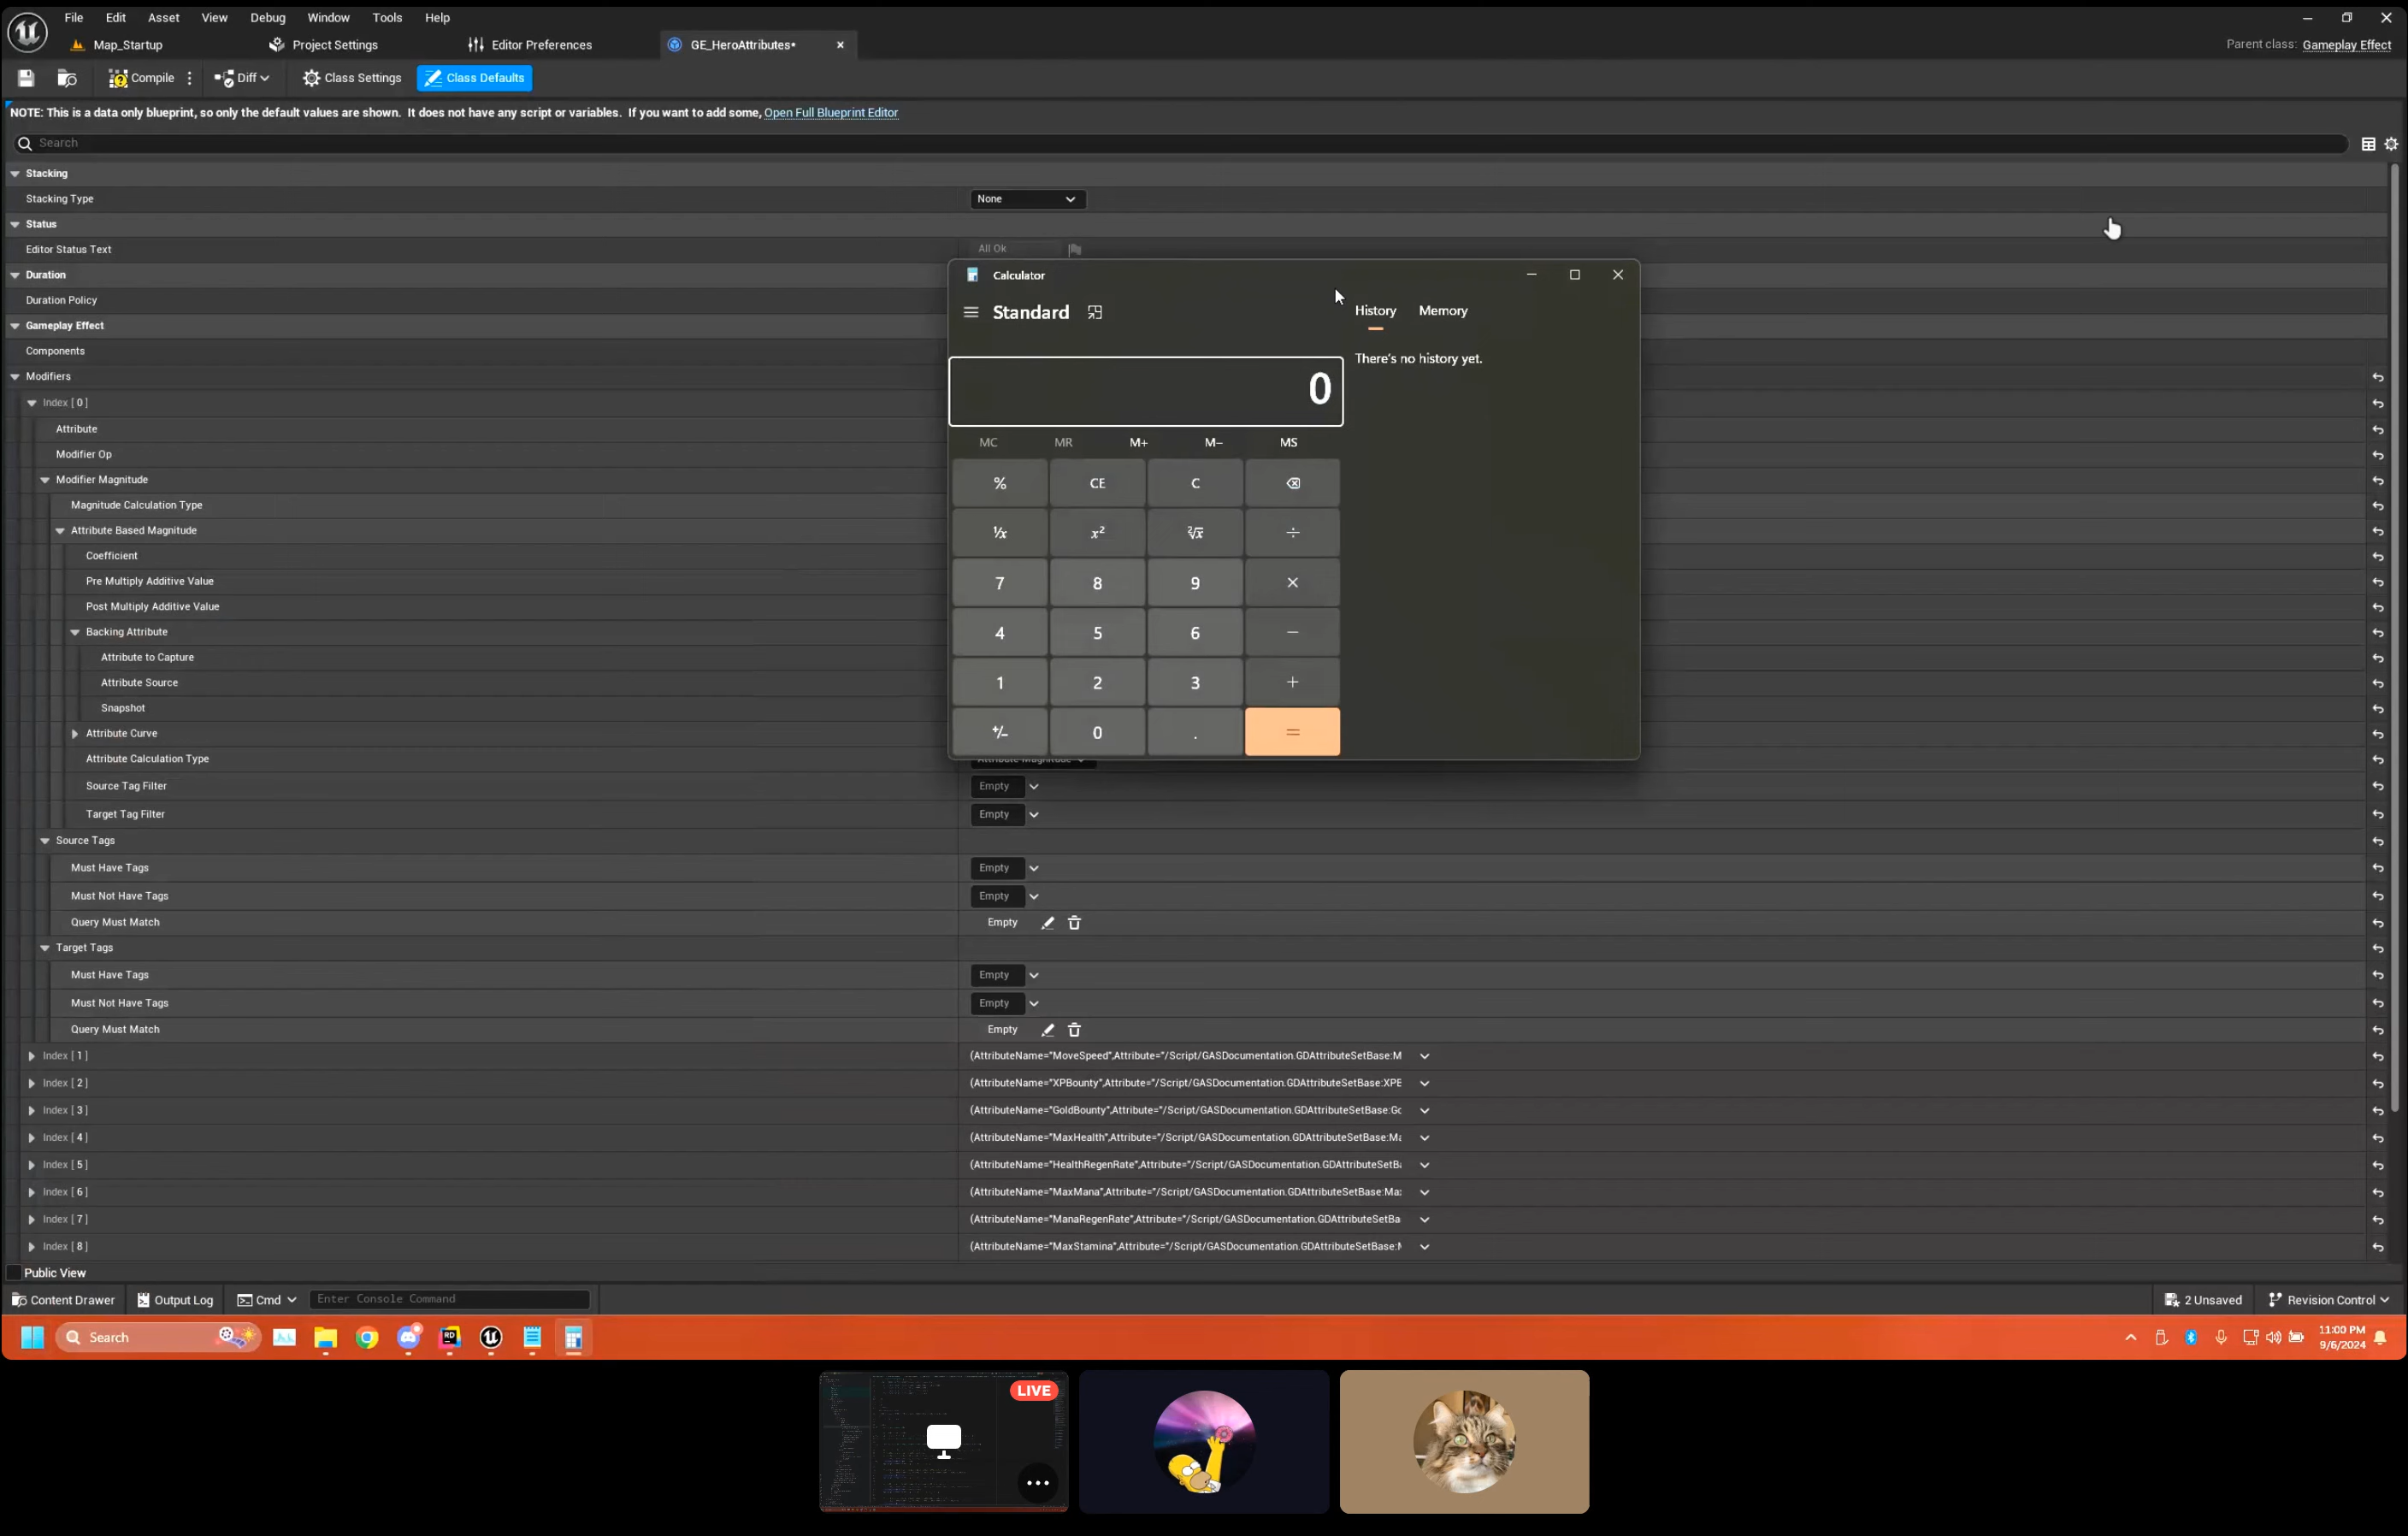 File Edit Asset View Debug Window Tools Help
Map_Startup Project Settings Editor Preferences GE_HeroAttributes•
Parent class: Gameplay Effect
Compile Diff Class Settings Class Defaults
NOTE: This is a data only blueprint, so only the default values are shown. It does not have any script or variables. If you want to add some, Open Full Blueprint Editor
Search
Stacking
Stacking Type None
Status
Editor Status Text All Ok
Duration
Duration Policy
Gameplay Effect
Components
Modifiers
Index [ 0 ]
Attribute
Modifier Op
Modifier Magnitude
Magnitude Calculation Type
Attribute Based Magnitude
Coefficient
Pre Multiply Additive Value
Post Multiply Additive Value
Backing Attribute
Attribute to Capture
Attribute Source
Snapshot
Attribute Curve
Attribute Calculation Type Attribute Magnitude
Source Tag Filter Empty
Target Tag Filter Empty
Source Tags
Must Have Tags Empty
Must Not Have Tags Empty
Query Must Match Empty
Target Tags
Must Have Tags Empty
Must Not Have Tags Empty
Query Must Match Empty
Index [ 1 ] (AttributeName="MoveSpeed",Attribute="/Script/GASDocumentation.GDAttributeSetBase:M
Index [ 2 ] (AttributeName="XPBounty",Attribute="/Script/GASDocumentation.GDAttributeSetBase:XPE
Index [ 3 ] (AttributeName="GoldBounty",Attribute="/Script/GASDocumentation.GDAttributeSetBase:Gc
Index [ 4 ] (AttributeName="MaxHealth",Attribute="/Script/GASDocumentation.GDAttributeSetBase:Ma
Index [ 5 ] (AttributeName="HealthRegenRate",Attribute="/Script/GASDocumentation.GDAttributeSetB
Index [ 6 ] (AttributeName="MaxMana",Attribute="/Script/GASDocumentation.GDAttributeSetBase:Ma
Index [ 7 ] (AttributeName="ManaRegenRate",Attribute="/Script/GASDocumentation.GDAttributeSetBa
Index [ 8 ] (AttributeName="MaxStamina",Attribute="/Script/GASDocumentation.GDAttributeSetBase:M
Calculator
Standard
History Memory
There's no history yet.
0
MC MR M+ M− MS
% CE C
⅟x x² ²√x ÷
7 8 9 ×
4 5 6 −
1 2 3 +
+/− 0 . =
Public View
Content Drawer Output Log Cmd Enter Console Command 2 Unsaved Revision Control
Search
RD
11:00 PM
9/6/2024
LIVE